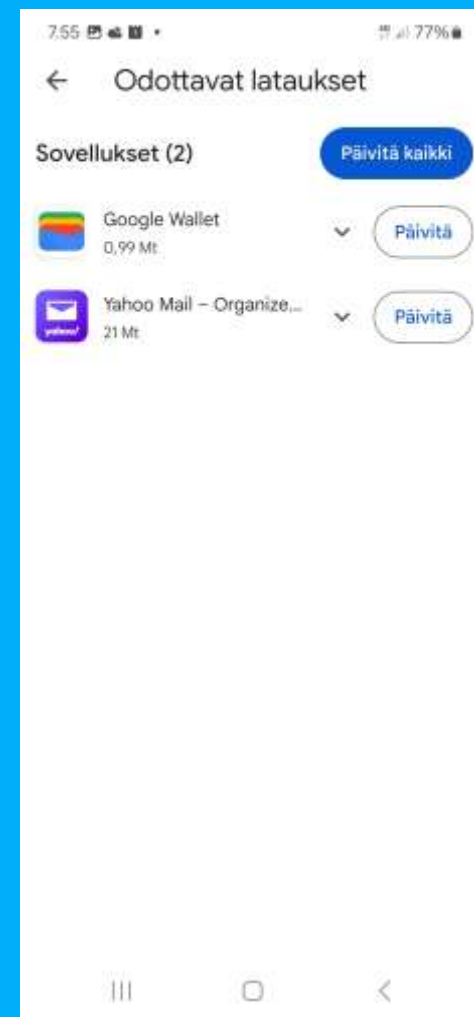 7.55
77%
Odottavat lataukset
Sovellukset (2)
Päivitä kaikki
Google Wallet
0,99 Mt
Päivitä
Yahoo Mail – Organize...
21 Mt
Päivitä
yahoo!